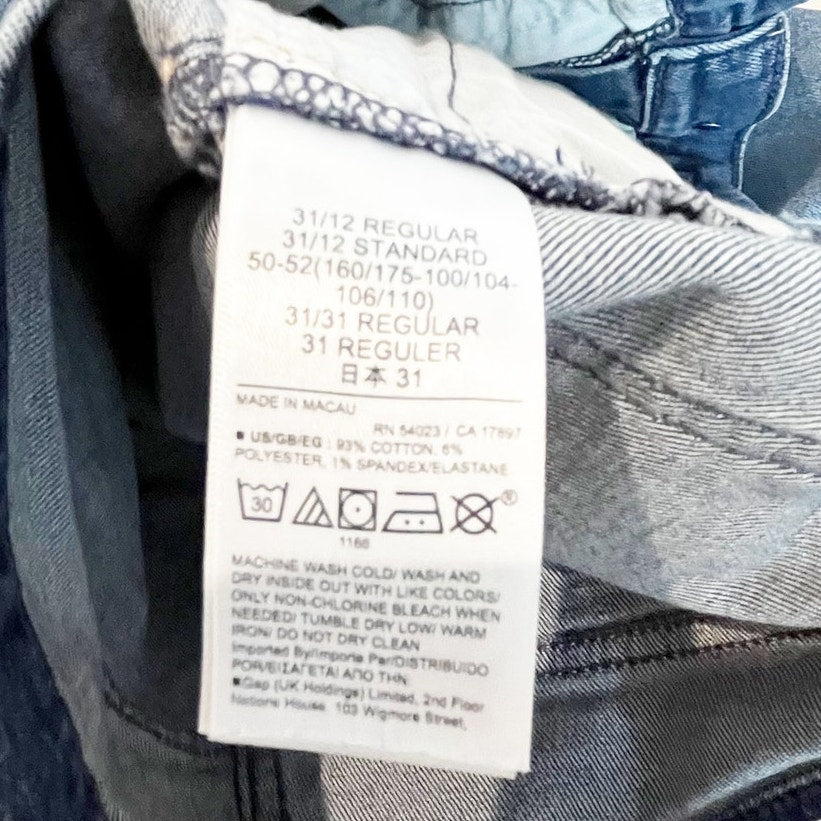 31/12 REGULAR
31/12 STANDARD
50-52(160/175-100/104-
106/110)
31/31 REGULAR
31 REGULER
日本 31
MADE IN MACAU
RN 54023 / CA 17897
■ US/GB/EG : 93% COTTON, 6%
POLYESTER, 1% SPANDEX/ELASTANE
30
®
1166
MACHINE WASH COLD/ WASH AND
DRY INSIDE OUT WITH LIKE COLORS/
ONLY NON-CHLORINE BLEACH WHEN
NEEDED/ TUMBLE DRY LOW/ WARM
IRON/ DO NOT DRY CLEAN
Imported By/Importe Par/DISTRIBUIDO
POR/ΕΙΣΑΓΕΤΑΙ ΑΠΟ ΤΗΝ:
■Gap (UK Holdings) Limited, 2nd Floor
Nations House, 103 Wigmore Street,